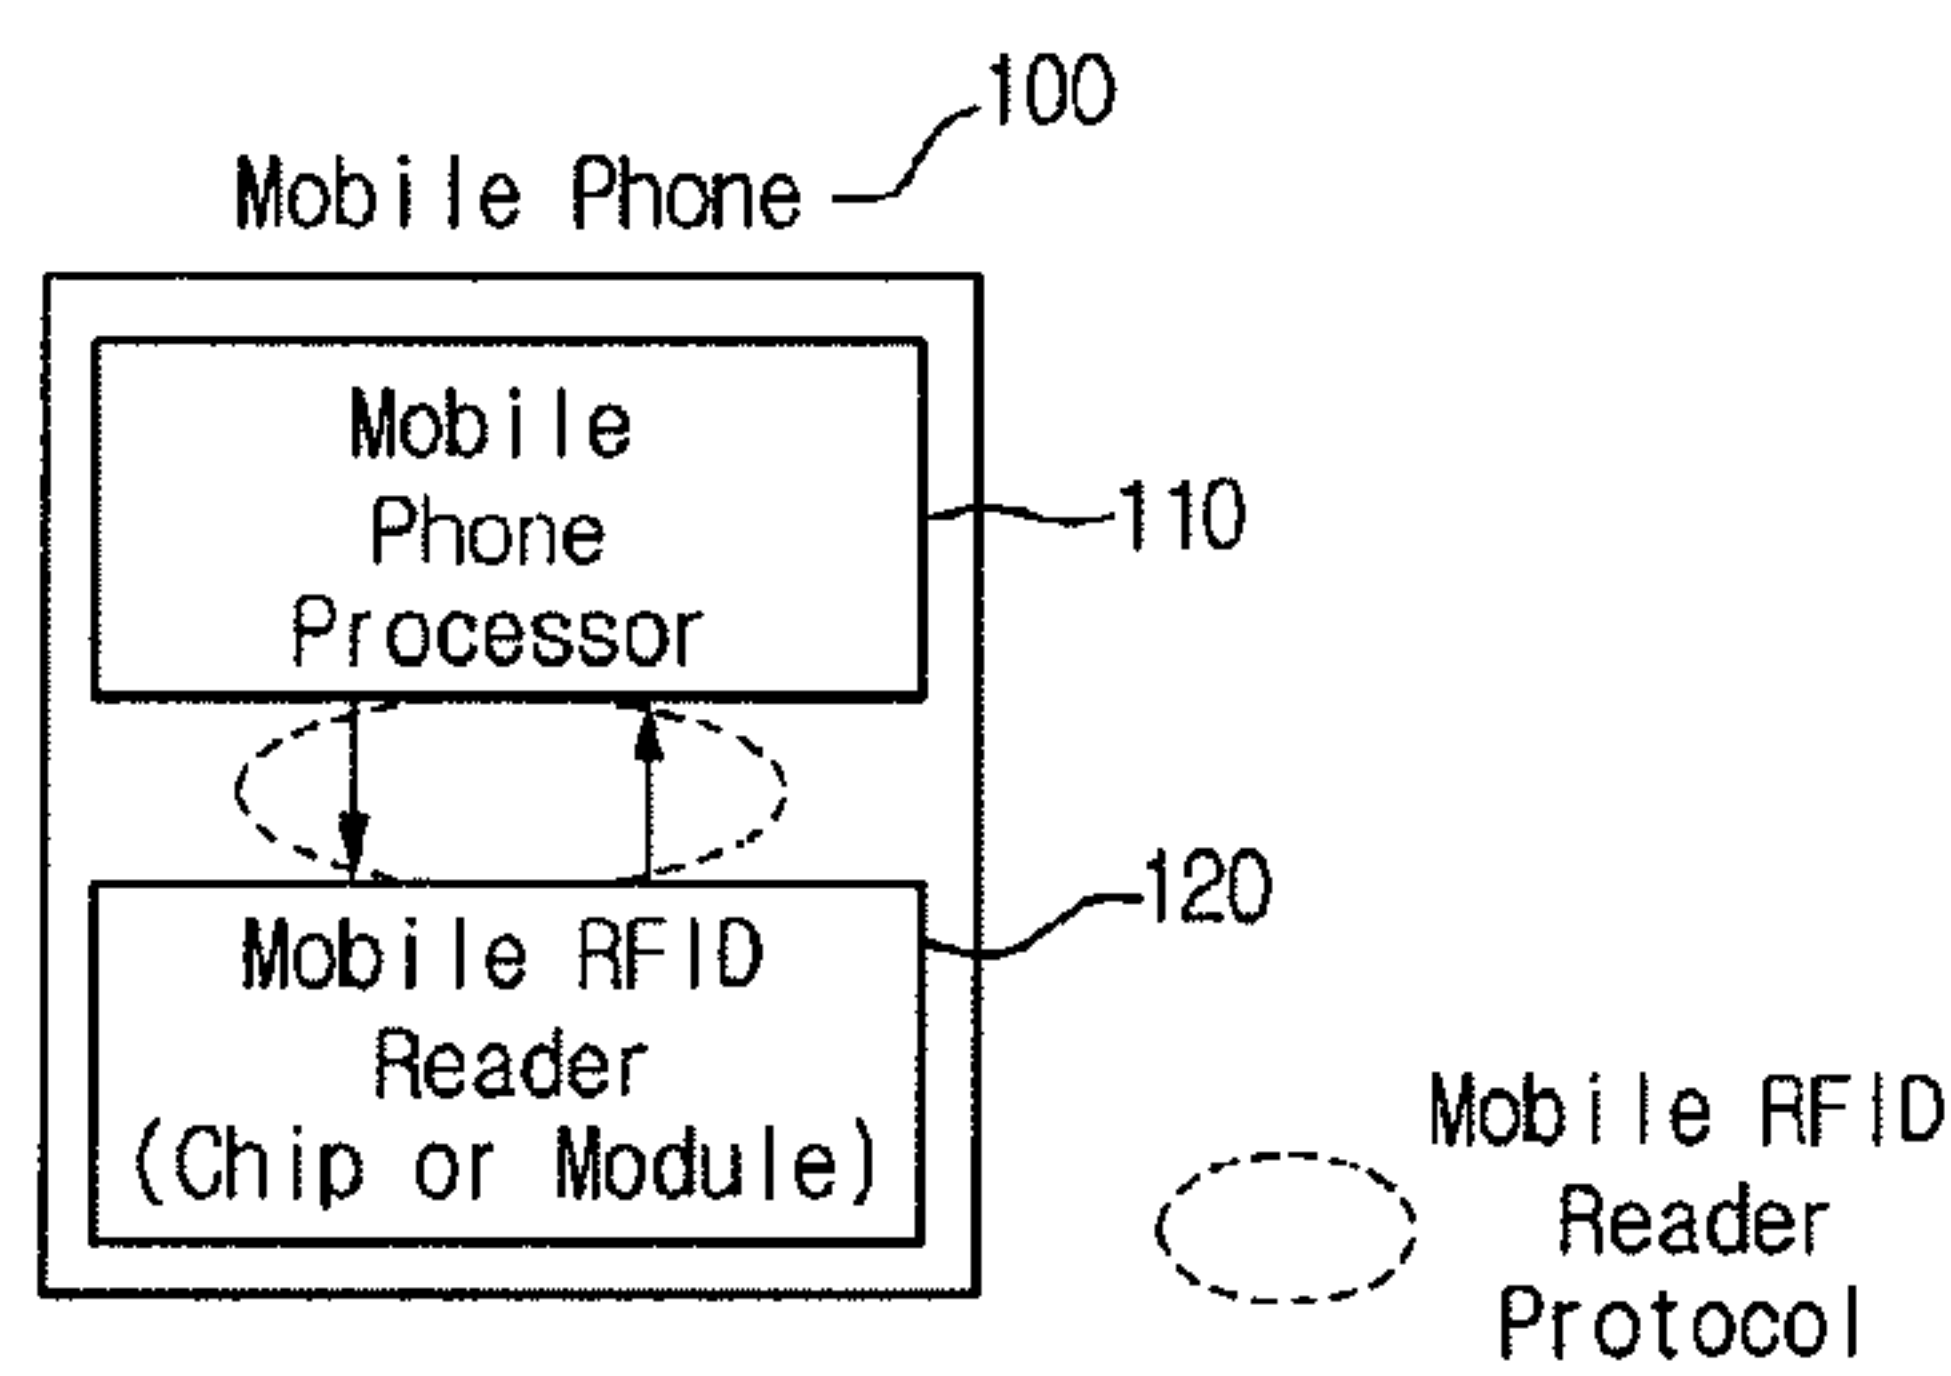 100
Mobile Phone
Mobile
Phone
Processor
110
120
Mobile RFID
Reader
(Chip or Module)
Mobile RFID
Reader
Protocol